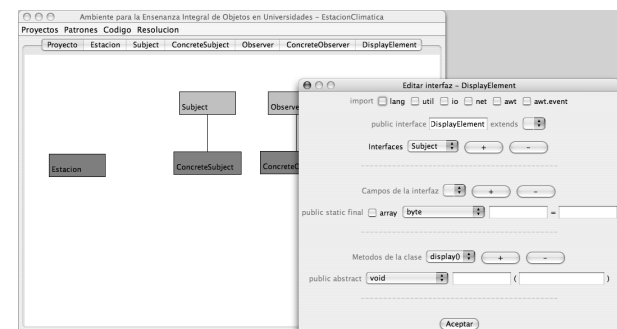 Ambiente para la Ensenanza Integral de Objetos en Universidades – EstacionClimatica
Proyectos Patrones Codigo Resolucion
Proyecto Estacion Subject ConcreteSubject Observer ConcreteObserver DisplayElement
Subject Observe
Estacion ConcreteSubject ConcreteC
Editar interfaz – DisplayElement
import lang util io net awt awt.event
public interface DisplayElement extends
Interfaces Subject + -
Campos de la interfaz + -
public static final array byte =
Metodos de la clase display() + -
public abstract void ( )
Aceptar